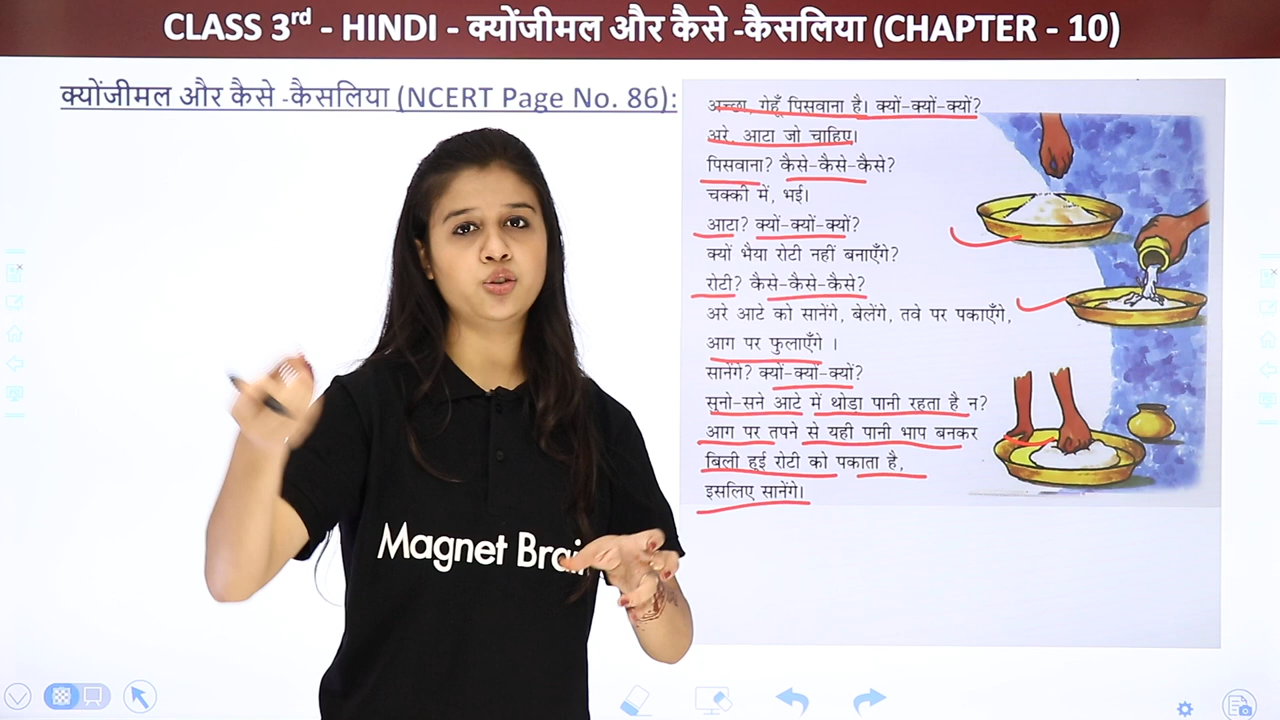 CLASS 3rd - HINDI - क्योंजीमल और कैसे -कैसलिया (CHAPTER - 10)
क्योंजीमल और कैसे -कैसलिया (NCERT Page No. 86):
अच्छा, गेहूँ पिसवाना है। क्यों-क्यों-क्यों?
अरे, आटा जो चाहिए।
पिसवाना? कैसे-कैसे-कैसे?
चक्की में, भई।
आटा? क्यों-क्यों-क्यों?
क्यों भैया रोटी नहीं बनाएँगे?
रोटी? कैसे-कैसे-कैसे?
अरे आटे को सानेंगे, बेलेंगे, तवे पर पकाएँगे,
आग पर फुलाएँगे ।
सानेंगे? क्यों-क्यों-क्यों?
सुनो-सने आटे में थोड़ा पानी रहता है न?
आग पर तपने से यही पानी भाप बनकर
बिली हुई रोटी को पकाता है,
इसलिए सानेंगे।
Magnet Brain